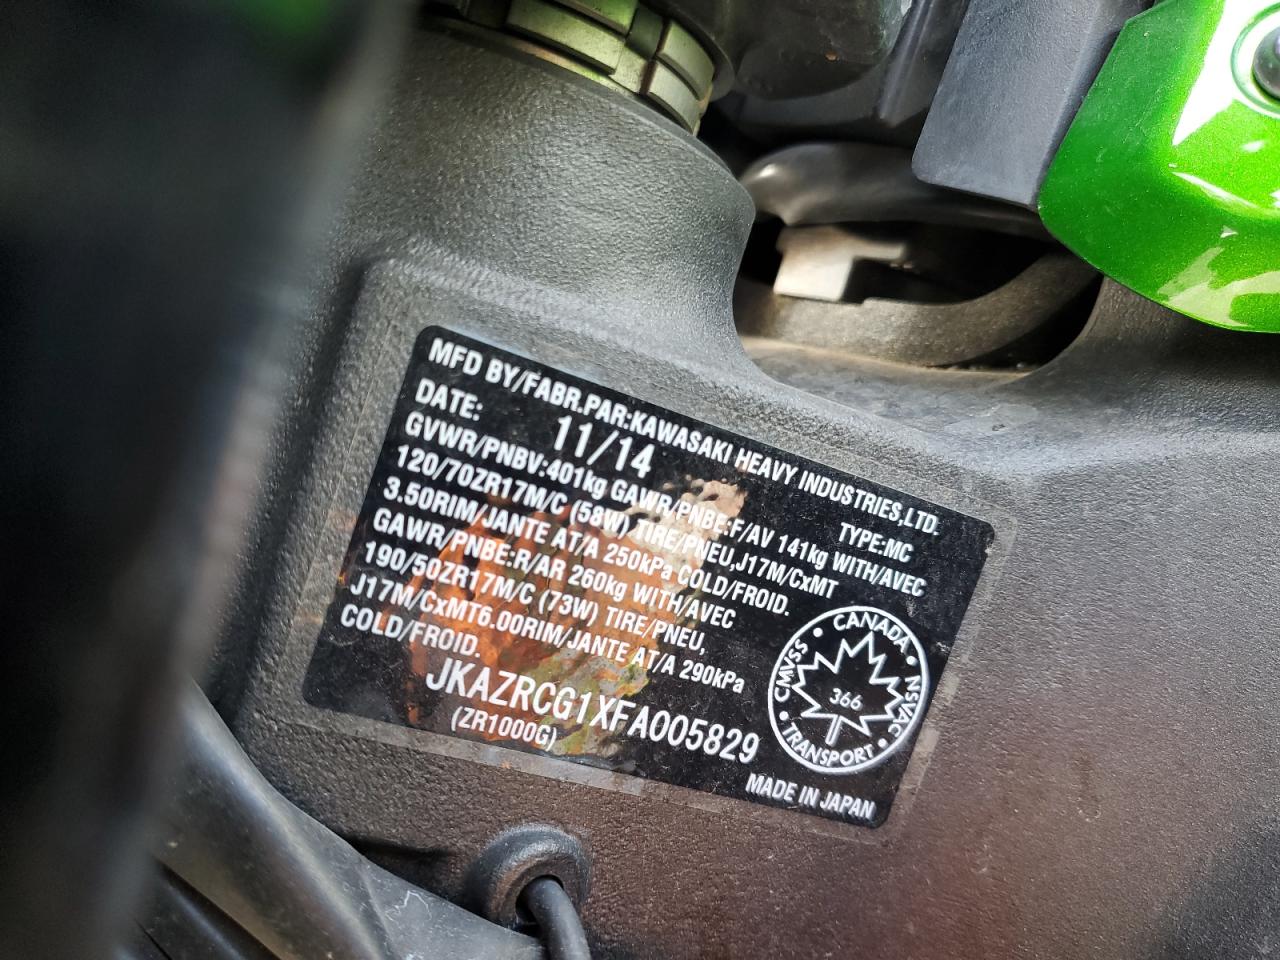 MFD BY/FABR.PAR:KAWASAKI HEAVY INDUSTRIES,LTD.
DATE: 11/14 TYPE:MC
GVWR/PNBV:401kg GAWR/PNBE:F/AV 141kg WITH/AVEC
120/70ZR17M/C (58W) TIRE/PNEU,J17M/CxMT
3.50RIM/JANTE AT/A 250kPa COLD/FROID.
GAWR/PNBE:R/AR 260kg WITH/AVEC
190/50ZR17M/C (73W) TIRE/PNEU,
J17M/CxMT6.00RIM/JANTE AT/A 290kPa
COLD/FROID.
JKAZRCG1XFA005829
(ZR1000G)
MADE IN JAPAN
CANADA • NSVAC • TRANSPORT • CMVSS •
366